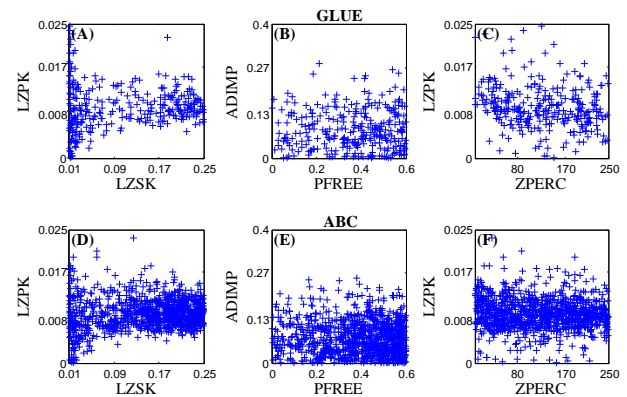 GLUE
(A)
(B)
(C)
0.025
0.017
0.008
0
LZPK
0.01
0.09
0.17
0.25
LZSK
0.4
0.27
0.13
0
ADIMP
0
0.2
0.4
0.6
PFREE
0.025
0.017
0.008
0
LZPK
80
170
250
ZPERC
ABC
(D)
(E)
(F)
0.025
0.017
0.008
0
LZPK
0.01
0.09
0.17
0.25
LZSK
0.4
0.27
0.13
0
ADIMP
0
0.2
0.4
0.6
PFREE
0.025
0.017
0.008
0
LZPK
80
170
250
ZPERC